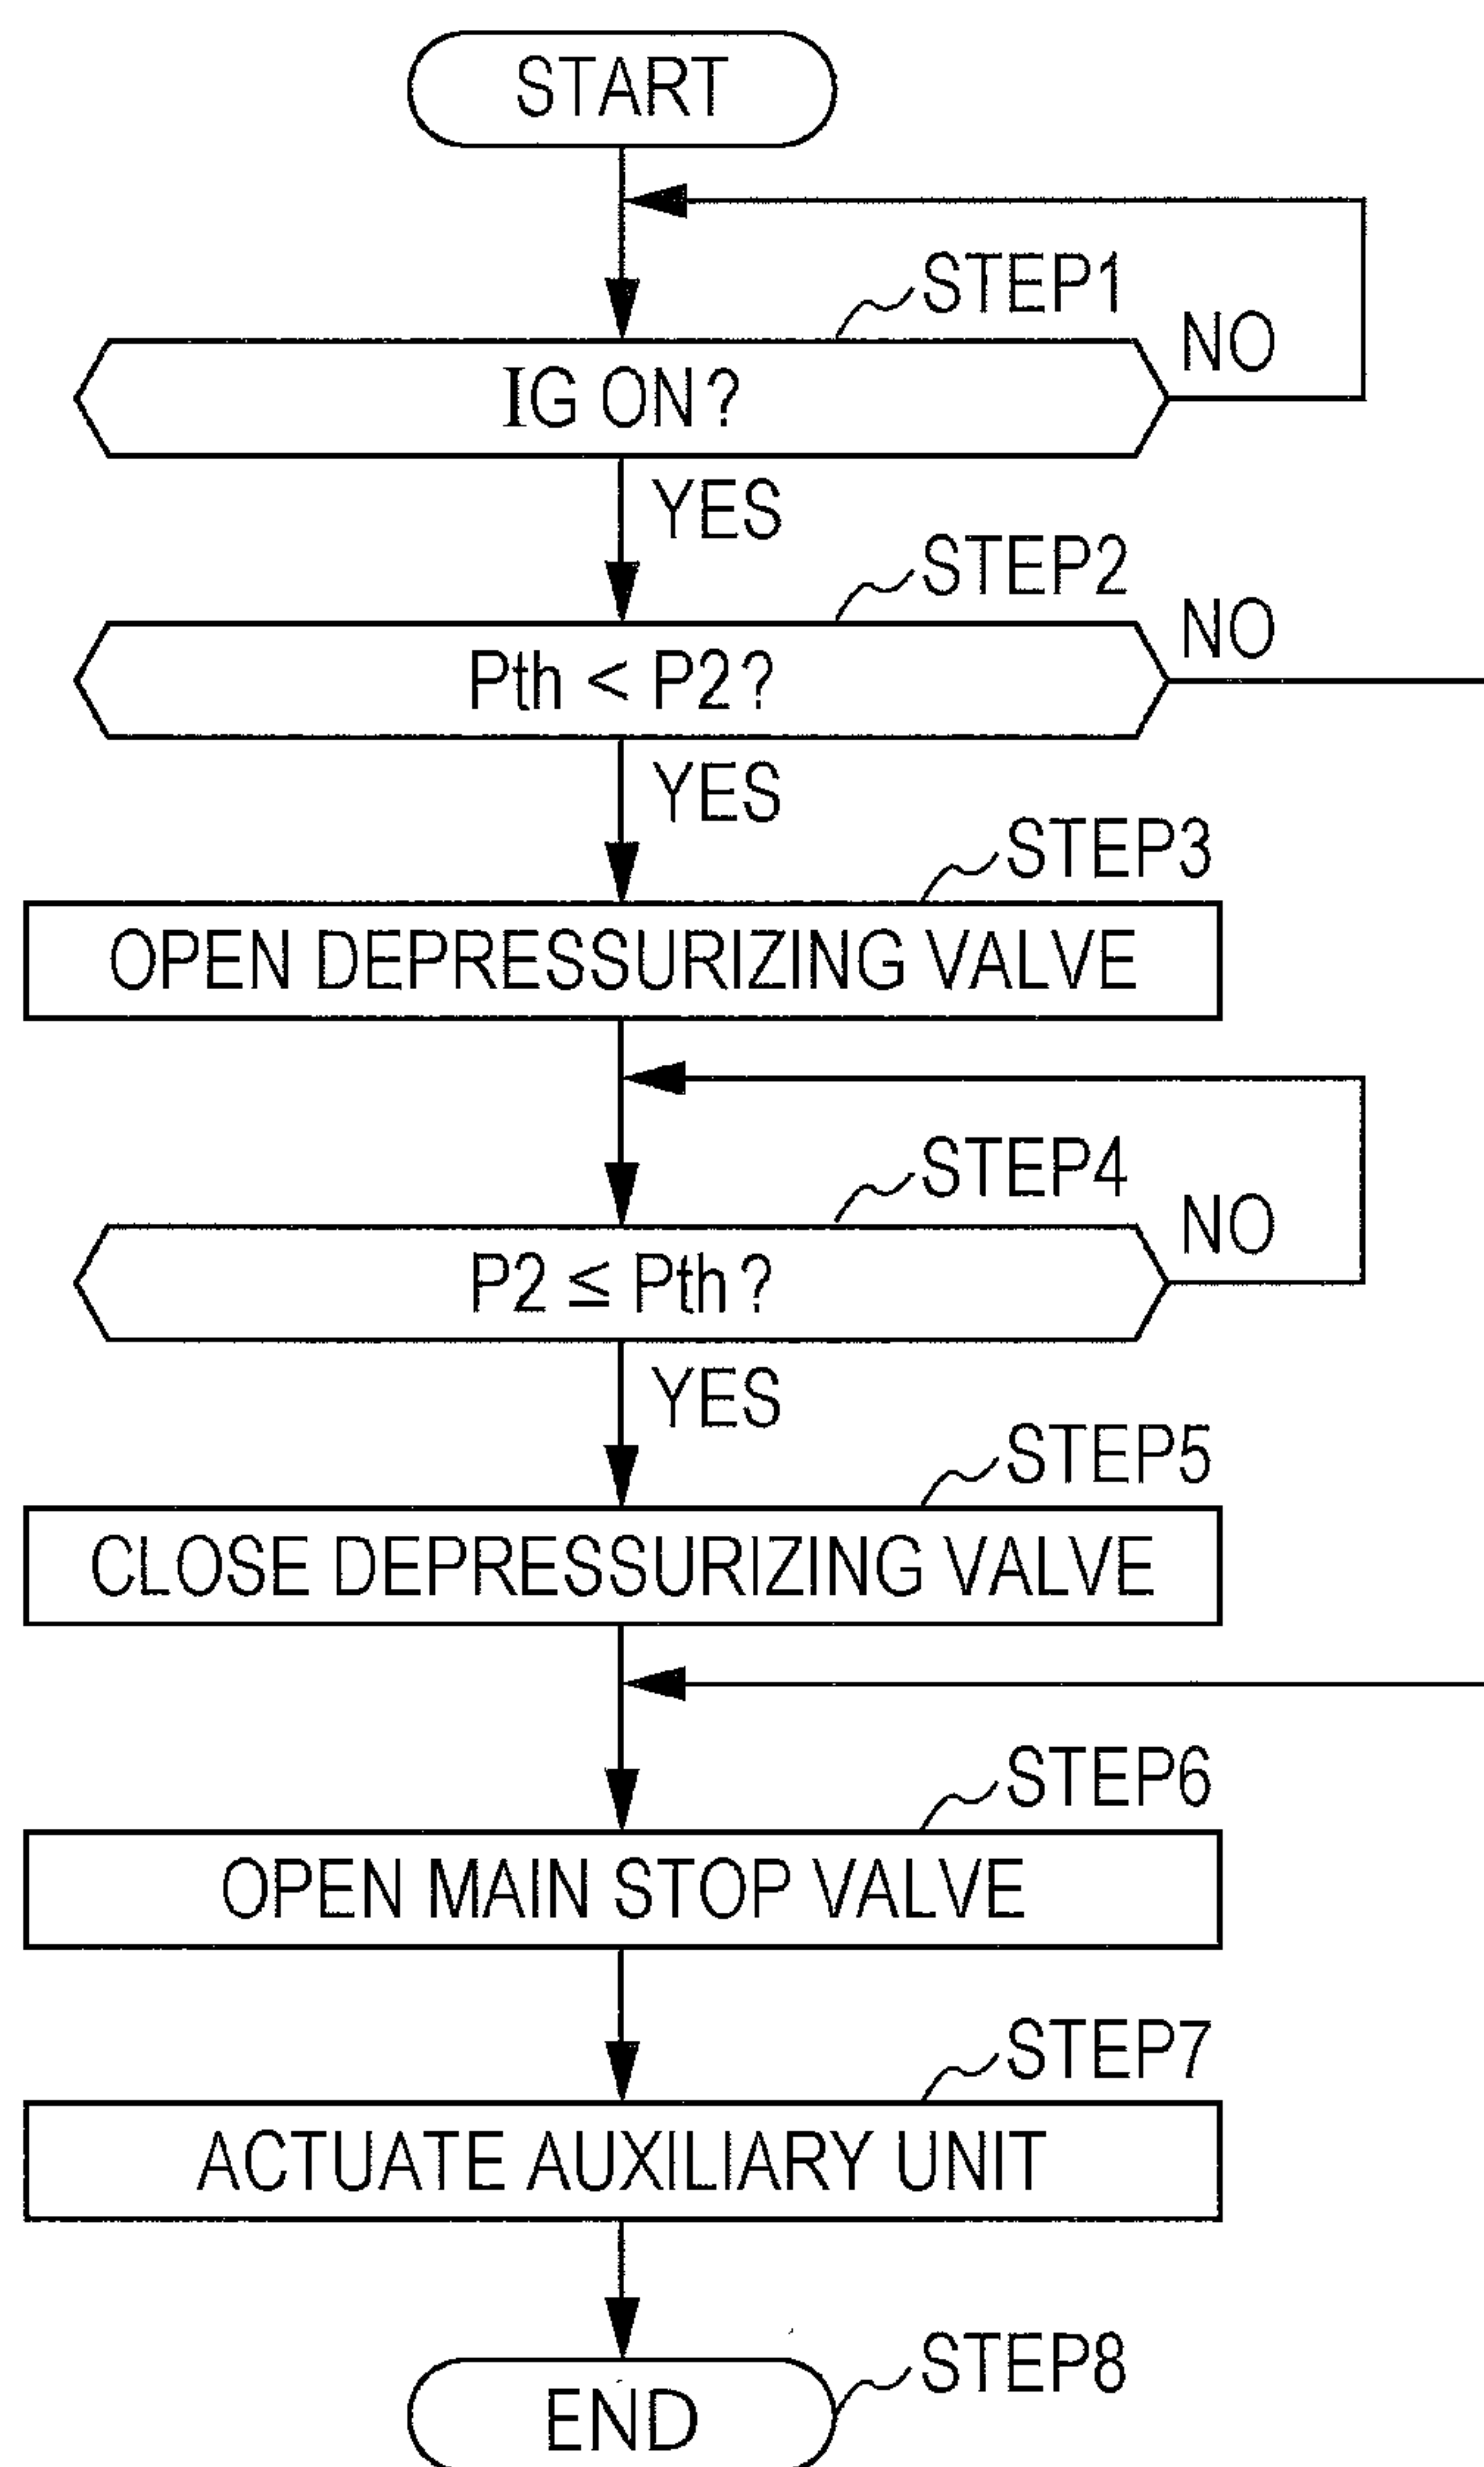 START
STEP1
IG ON?
NO
YES
STEP2
Pth < P2?
NO
YES
STEP3
OPEN DEPRESSURIZING VALVE
STEP4
P2 ≤ Pth?
NO
YES
STEP5
CLOSE DEPRESSURIZING VALVE
STEP6
OPEN MAIN STOP VALVE
STEP7
ACTUATE AUXILIARY UNIT
STEP8
END